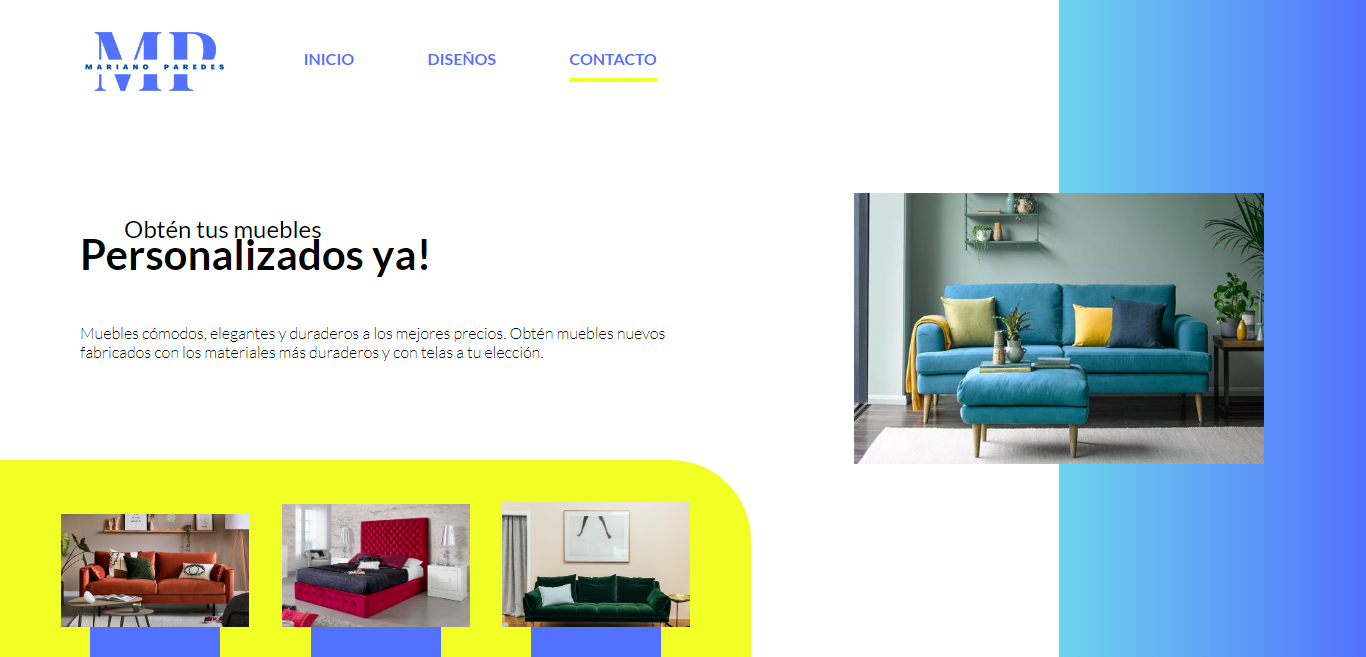 MP
MARIANO PAREDES
INICIO
DISEÑOS
CONTACTO
Obtén tus muebles
Personalizados ya!
Muebles cómodos, elegantes y duraderos a los mejores precios. Obtén muebles nuevos
fabricados con los materiales más duraderos y con telas a tu elección.